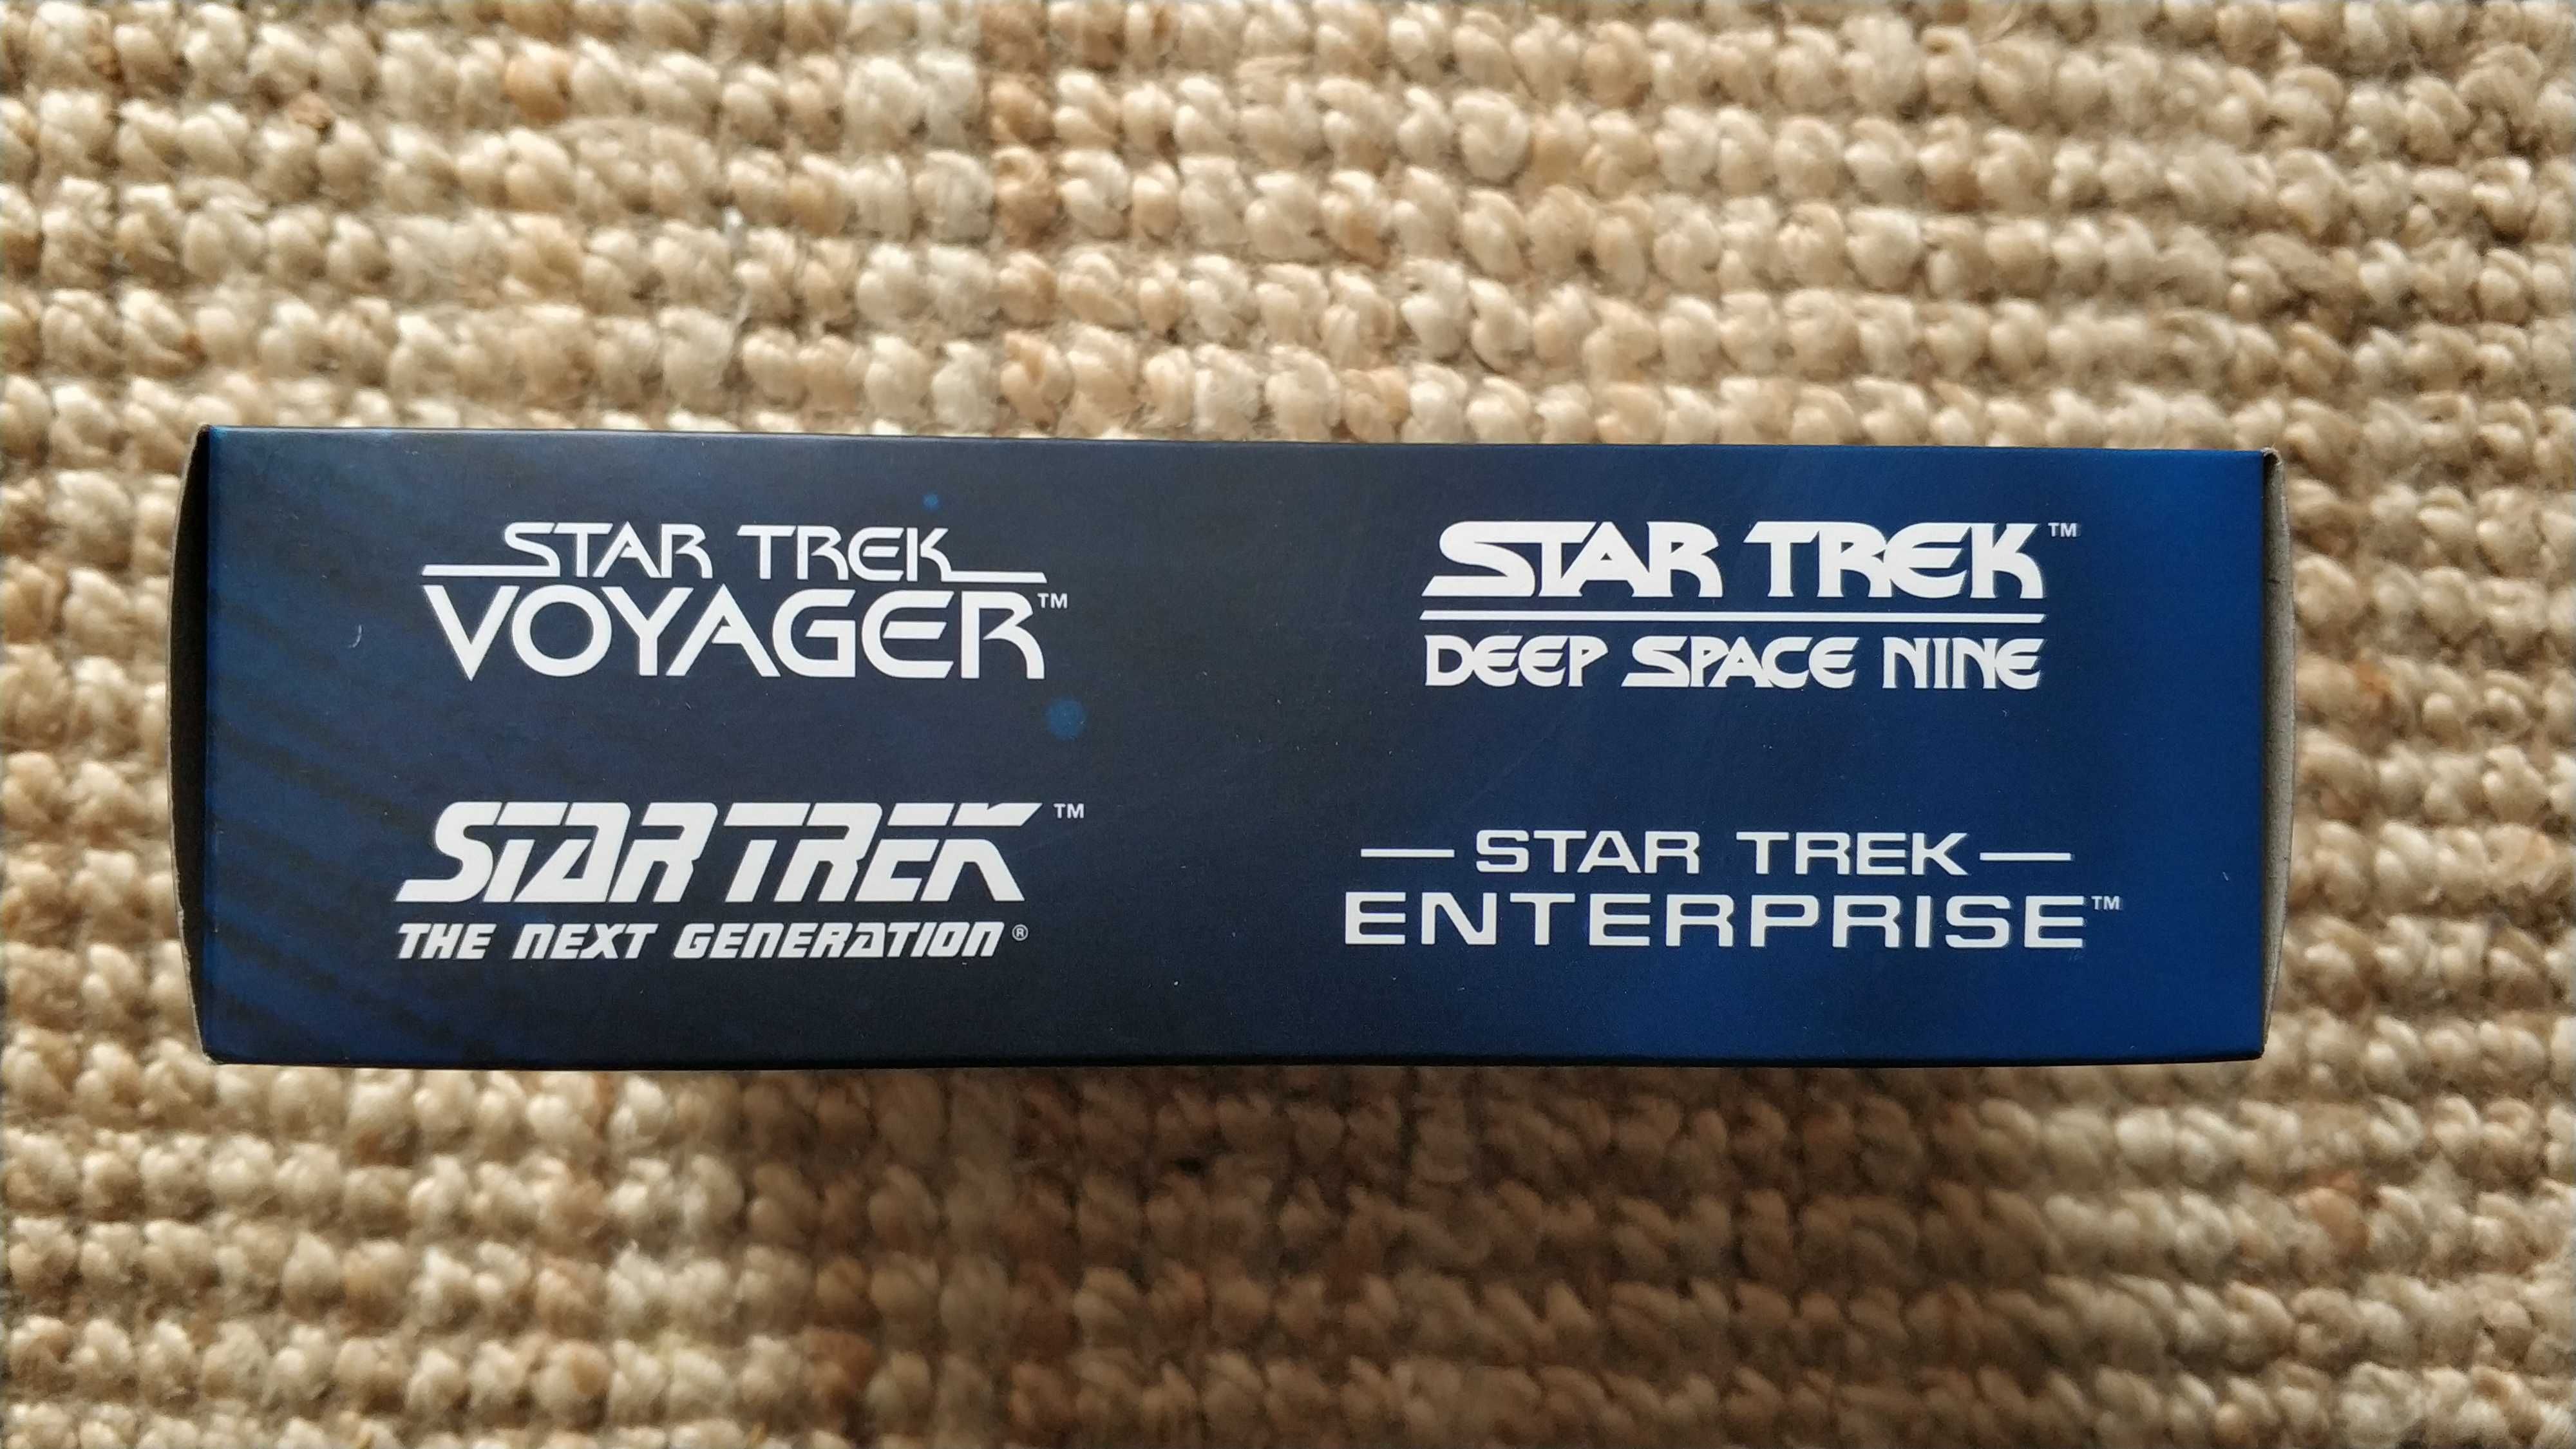 STAR TREK
VOYAGER™
STAR TREK™
DEEP SPACE NINE
STAR TREK™
THE NEXT GENERATION®
STAR TREK
ENTERPRISE™